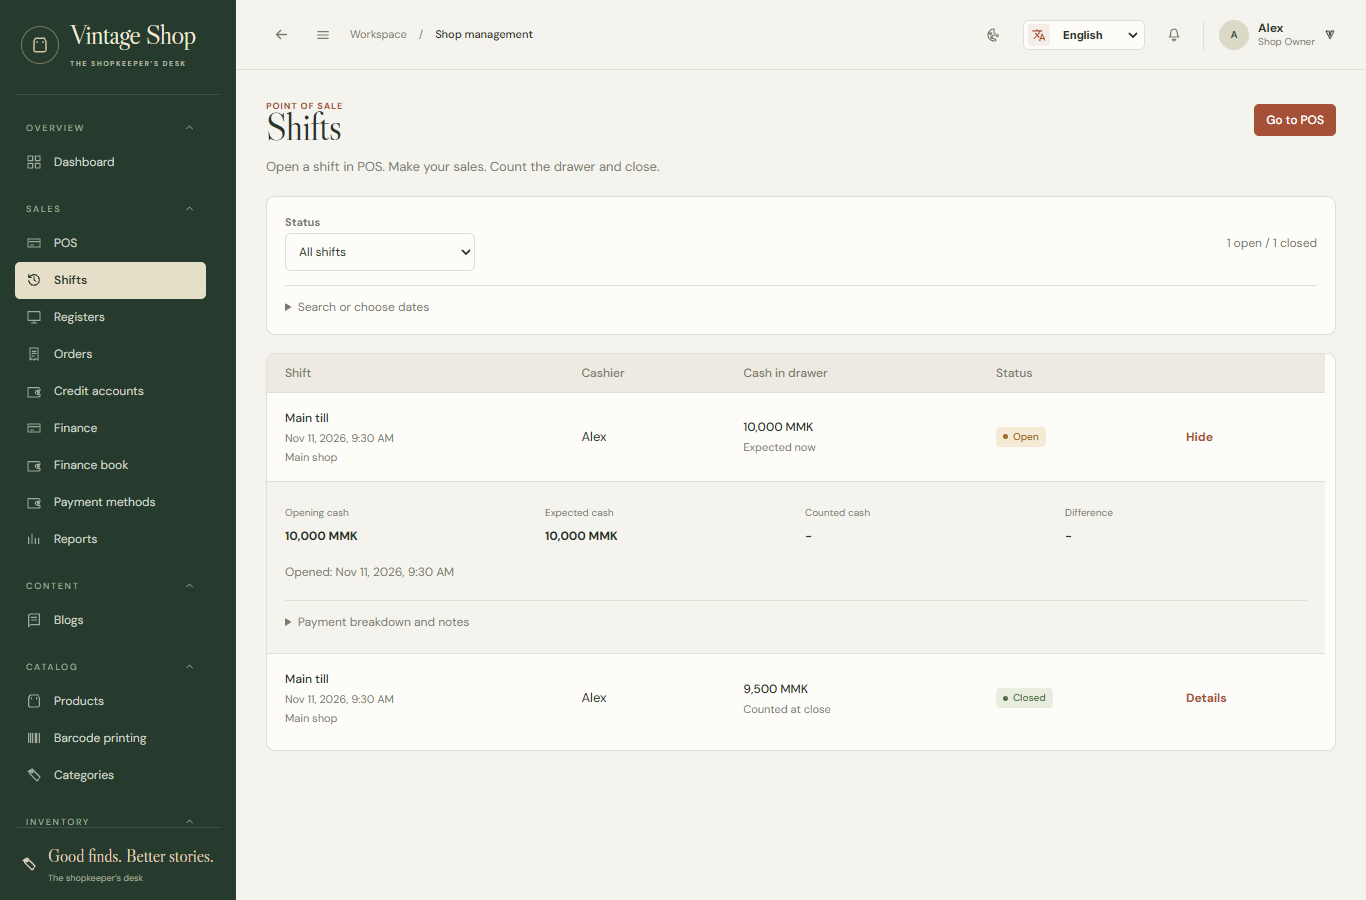 Vintage Shop
THE SHOPKEEPER'S DESK
OVERVIEW
Dashboard
SALES
POS
Shifts
Registers
Orders
Credit accounts
Finance
Finance book
Payment methods
Reports
CONTENT
Blogs
CATALOG
Products
Barcode printing
Categories
INVENTORY
Good finds. Better stories.
The shopkeeper's desk
Workspace / Shop management
English
A
Alex
Shop Owner
POINT OF SALE
Shifts
Open a shift in POS. Make your sales. Count the drawer and close.
Go to POS
Status
All shifts
1 open / 1 closed
Search or choose dates
Shift Cashier Cash in drawer Status
Main till
Nov 11, 2026, 9:30 AM
Main shop
Alex
10,000 MMK
Expected now
Open
Hide
Opening cash Expected cash Counted cash Difference
10,000 MMK 10,000 MMK – –
Opened: Nov 11, 2026, 9:30 AM
Payment breakdown and notes
Main till
Nov 11, 2026, 9:30 AM
Main shop
Alex
9,500 MMK
Counted at close
Closed
Details